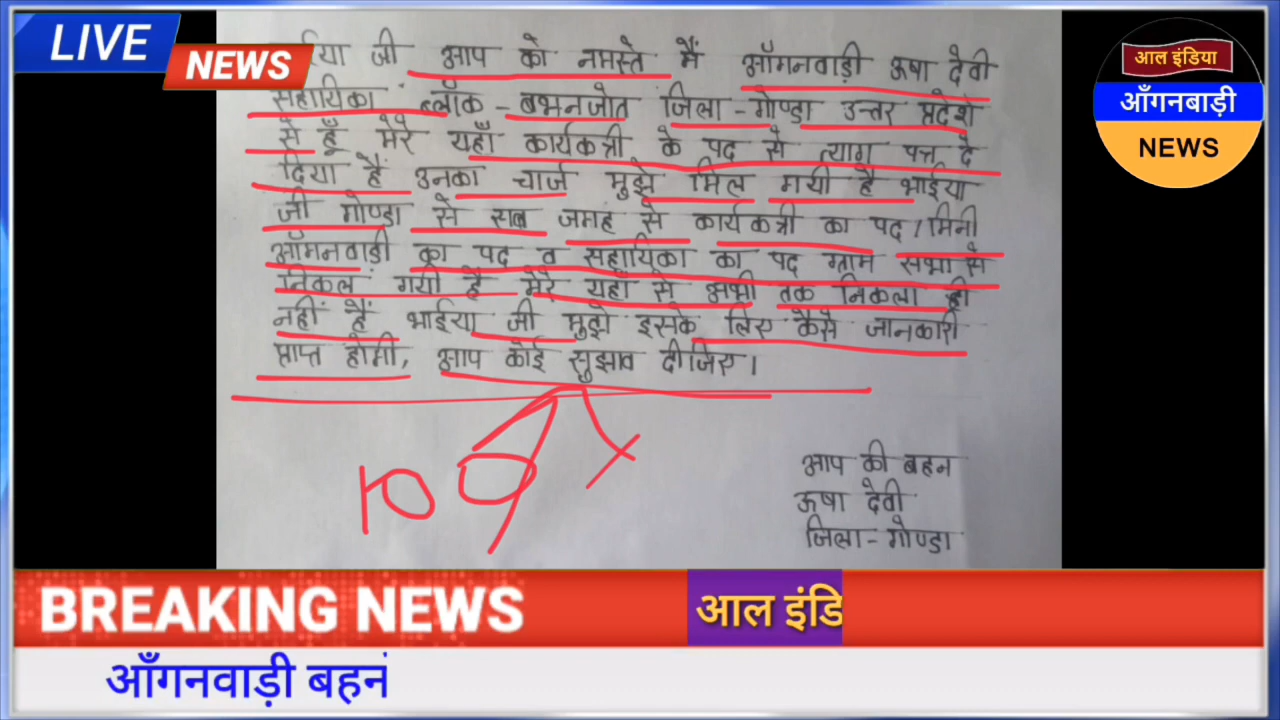 LIVE
NEWS
आल इंडिया
आँगनबाड़ी
NEWS
जी आप को नमस्ते मैं आँगनवाड़ी ऊषा देवी
सहायिका ब्लॉक - बभनजोत जिला - गोण्डा उत्तर प्रदेश
से हूँ मेरे यहाँ कार्यकत्री के पद से त्याग पत्र दे
दिया है उनका चार्ज मुझे मिल गयी है भाईया
जी गोण्डा से सब जगह से कार्यकत्री का पद / मिनी
आँगनवाड़ी का पद व सहायिका का पद ग्राम सभा से
निकल गयी है मेरे यहाँ से अभी तक निकला ही
नहीं हैं भाईया जी मुझे इसके लिए कैसे जानकारी
प्राप्त होगी, आप कोई सुझाव दीजिए।
आप की बहन
ऊषा देवी
जिला - गोण्डा
BREAKING NEWS
आल इंडि
आँगनवाड़ी बहनं